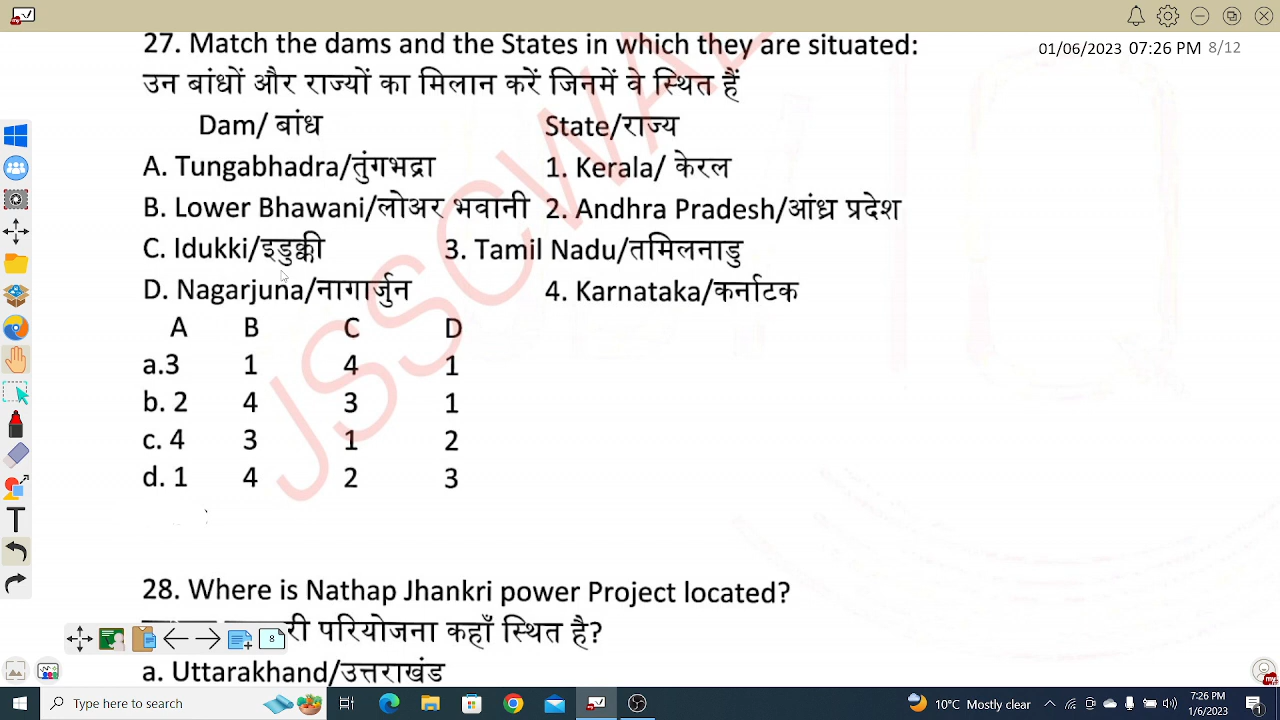 01/06/2023 07:26 PM 8/12
27. Match the dams and the States in which they are situated:
उन बांधों और राज्यों का मिलान करें जिनमें वे स्थित हैं
Dam/ बांध State/राज्य
A. Tungabhadra/तुंगभद्रा 1. Kerala/ केरल
B. Lower Bhawani/लोअर भवानी 2. Andhra Pradesh/आंध्र प्रदेश
C. Idukki/इडुक्की 3. Tamil Nadu/तमिलनाडु
D. Nagarjuna/नागार्जुन 4. Karnataka/कर्नाटक
A B C D
a.3 1 4 1
b. 2 4 3 1
c. 4 3 1 2
d. 1 4 2 3
28. Where is Nathap Jhankri power Project located?
री परियोजना कहाँ स्थित है?
a. Uttarakhand/उत्तराखंड
8
Type here to search
10°C Mostly clear
7:26 PM
1/6/2023